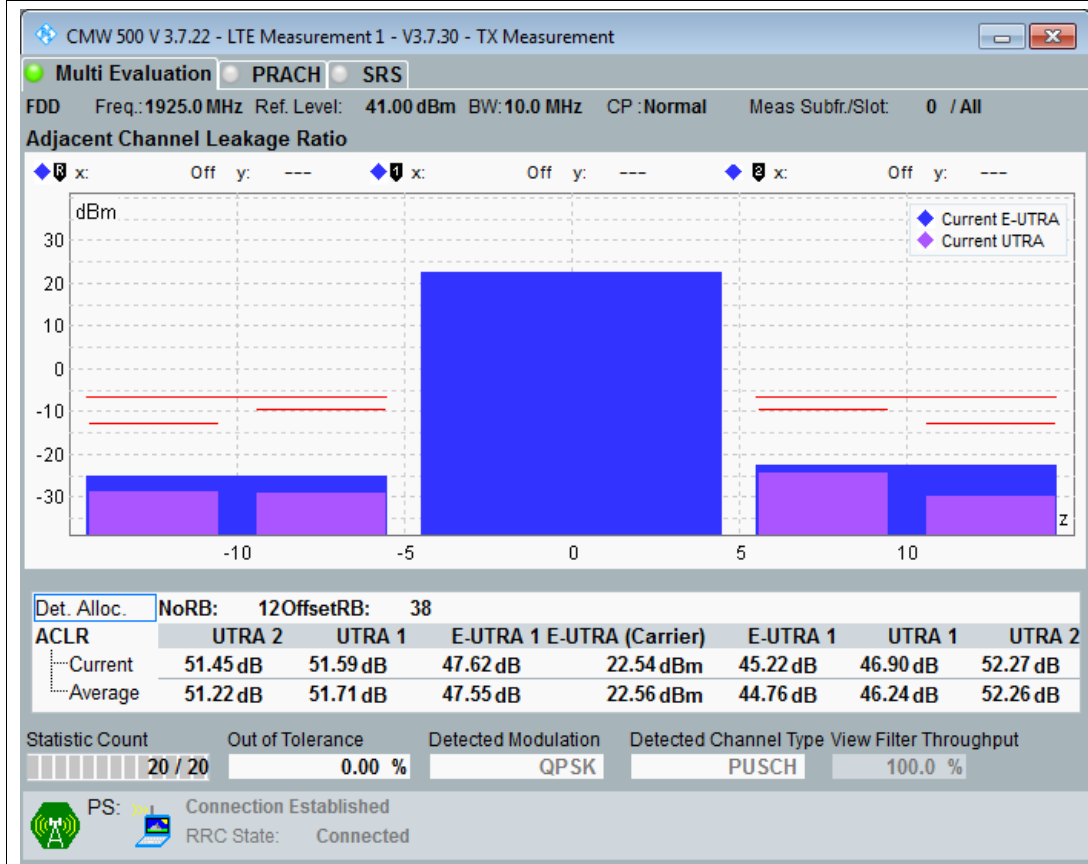 CMW 500 V 3.7.22 - LTE Measurement 1 - V3.7.30 - TX Measurement
Multi Evaluation PRACH SRS
FDD Freq.: 1925.0 MHz Ref. Level: 41.00 dBm BW: 10.0 MHz CP : Normal Meas Subfr./Slot: 0 / All
Adjacent Channel Leakage Ratio
R x: Off y: --- 1 x: Off y: --- 2 x: Off y: ---
dBm
Current E-UTRA
Current UTRA
30
20
10
0
-10
-20
-30
z
-10 -5 0 5 10
Det. Alloc. NoRB: 12 OffsetRB: 38
ACLR UTRA 2 UTRA 1 E-UTRA 1 E-UTRA (Carrier) E-UTRA 1 UTRA 1 UTRA 2
Current 51.45 dB 51.59 dB 47.62 dB 22.54 dBm 45.22 dB 46.90 dB 52.27 dB
Average 51.22 dB 51.71 dB 47.55 dB 22.56 dBm 44.76 dB 46.24 dB 52.26 dB
Statistic Count Out of Tolerance Detected Modulation Detected Channel Type View Filter Throughput
20 / 20 0.00 % QPSK PUSCH 100.0 %
PS: Connection Established
RRC State: Connected